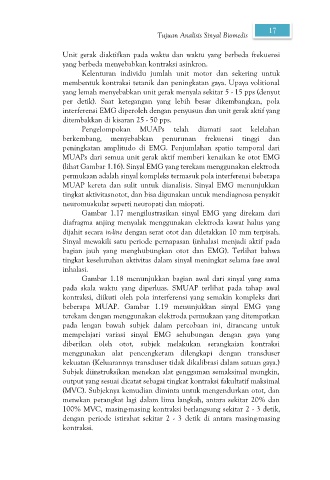 17
Tujuan Analisis Sinyal Biomedis
Unit gerak diaktifkan pada waktu dan waktu yang berbeda frekuensi
yang berbeda menyebabkan kontraksi asinkron.
Kelenturan individu jumlah unit motor dan sekering untuk
membentuk kontraksi tetanik dan peningkatan gaya. Upaya volitional
yang lemah menyebabkan unit gerak menyala sekitar 5 - 15 pps (denyut
per detik). Saat ketegangan yang lebih besar dikembangkan, pola
interferensi EMG diperoleh dengan penyusun dan unit gerak aktif yang
ditembakkan di kisaran 25 - 50 pps.
Pengelompokan MUAPs telah diamati saat kelelahan
berkembang, menyebabkan penurunan frekuensi tinggi dan
peningkatan amplitudo di EMG. Penjumlahan spatio temporal dari
MUAPs dari semua unit gerak aktif memberi kenaikan ke otot EMG
(lihat Gambar 1.16). Sinyal EMG yang terekam menggunakan elektroda
permukaan adalah sinyal kompleks termasuk pola interferensi beberapa
MUAP kereta dan sulit untuk dianalisis. Sinyal EMG menunjukkan
tingkat aktivitasnotot, dan bisa digunakan untuk mendiagnosa penyakit
neuromuskular seperti neuropati dan miopati.
Gambar 1.17 mengilustrasikan sinyal EMG yang direkam dari
diafragma anjing menyalak menggunakan elektroda kawat halus yang
dijahit secara in-line dengan serat otot dan diletakkan 10 mm terpisah.
Sinyal mewakili satu periode pernapasan (inhalasi menjadi aktif pada
bagian jauh yang menghubungkan otot dan EMG). Terlihat bahwa
tingkat keseluruhan aktivitas dalam sinyal meningkat selama fase awal
inhalasi.
Gambar 1.18 menunjukkan bagian awal dari sinyal yang sama
pada skala waktu yang diperluas. SMUAP terlihat pada tahap awal
kontraksi, diikuti oleh pola interferensi yang semakin kompleks dari
beberapa MUAP. Gambar 1.19 menunjukkan sinyal EMG yang
terekam dengan menggunakan elektroda permukaan yang ditempatkan
pada lengan bawah subjek dalam percobaan ini, dirancang untuk
mempelajari variasi sinyal EMG sehubungan dengan gaya yang
diberikan oleh otot, subjek melakukan serangkaian kontraksi
menggunakan alat pencengkeram dilengkapi dengan transduser
kekuatan (Keluarannya transduser tidak dikalibrasi dalam satuan gaya.)
Subjek diinstruksikan menekan alat genggaman semaksimal mungkin,
output yang sesuai dicatat sebagai tingkat kontraksi fakultatif maksimal
(MVC). Subjeknya kemudian diminta untuk mengendurkan otot, dan
menekan perangkat lagi dalam lima langkah, antara sekitar 20% dan
100% MVC, masing-masing kontraksi berlangsung sekitar 2 - 3 detik,
dengan periode istirahat sekitar 2 - 3 detik di antara masing-masing
kontraksi.